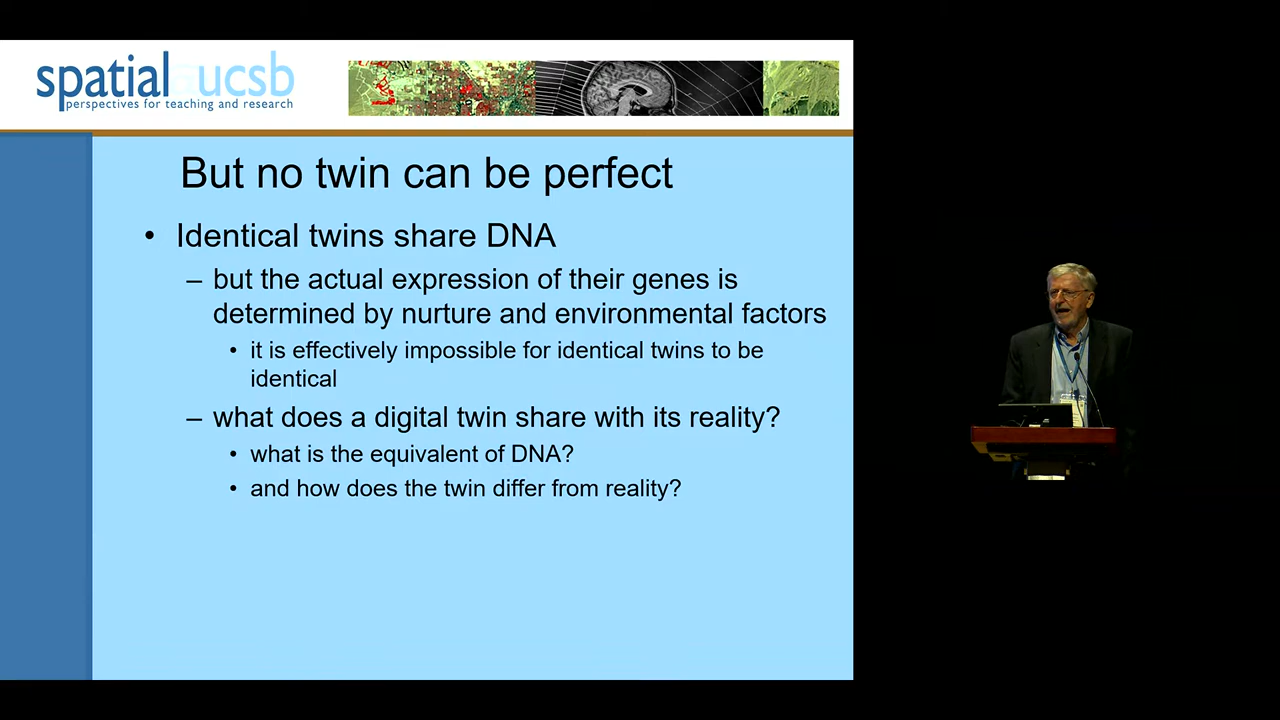 spatial@ucsb
perspectives for teaching and research
But no twin can be perfect
• Identical twins share DNA
– but the actual expression of their genes is
determined by nurture and environmental factors
• it is effectively impossible for identical twins to be
identical
– what does a digital twin share with its reality?
• what is the equivalent of DNA?
• and how does the twin differ from reality?